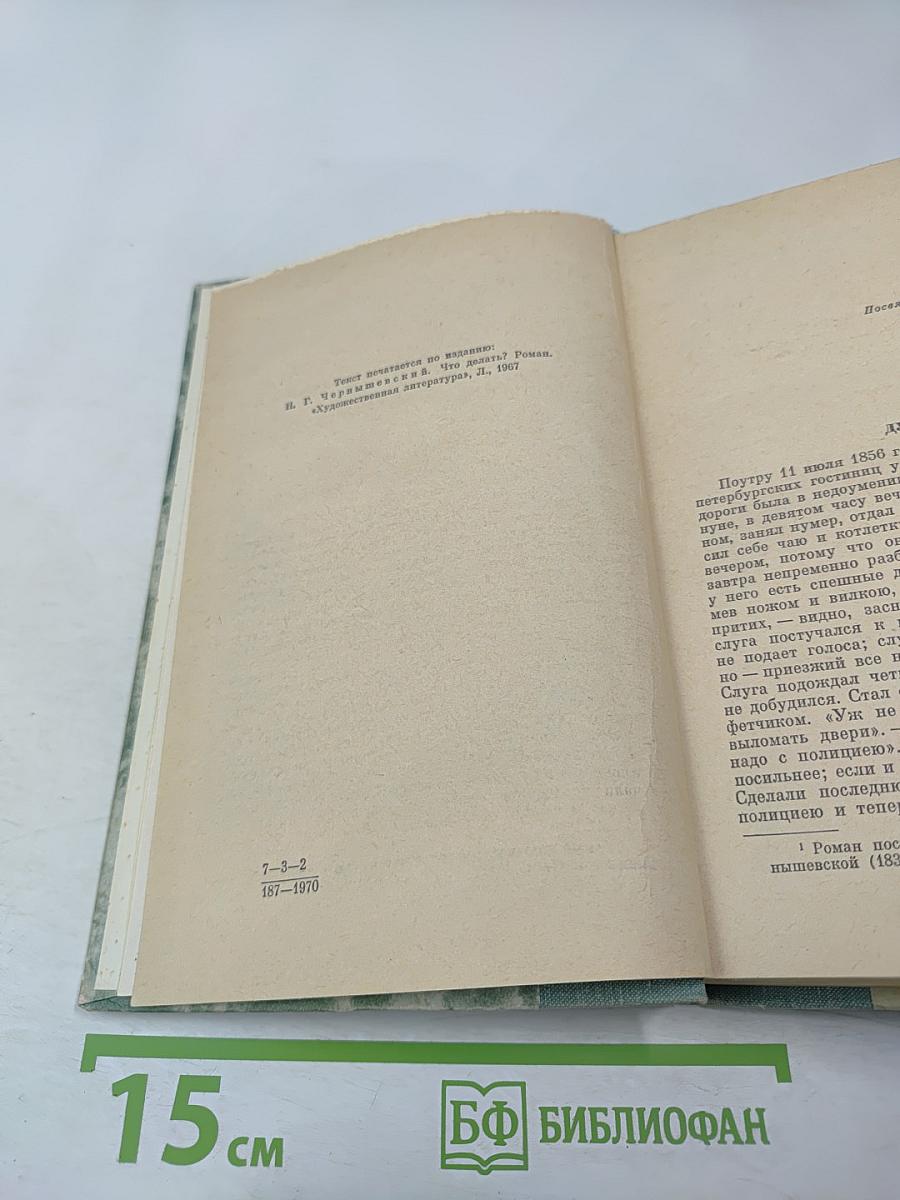 Текст печатается по изданию:
Н. Г. Чернышевский. Что делать? Роман.
«Художественная литература», Л., 1967
7—3—2
187—1970
Поутру 11 июля 1856 г
петербургских гостиниц у
дороги была в недоумени
нуне, в девятом часу веч
ном, занял нумер, отдал
сил себе чаю и котлетк
вечером, потому что он
завтра непременно разб
у него есть спешные д
мев ножом и вилкою,
притих, — видно, засн
слуга постучался к
не подает голоса; слу
но — приезжий все н
Слуга подождал четв
не добудился. Стал
фетчиком. «Уж не
выломать двери». —
надо с полициею».
посильнее; если и
Сделали последню
полициею и тепер
¹ Роман пос
нышевской (183
15 см
БФ БИБЛИОФАН